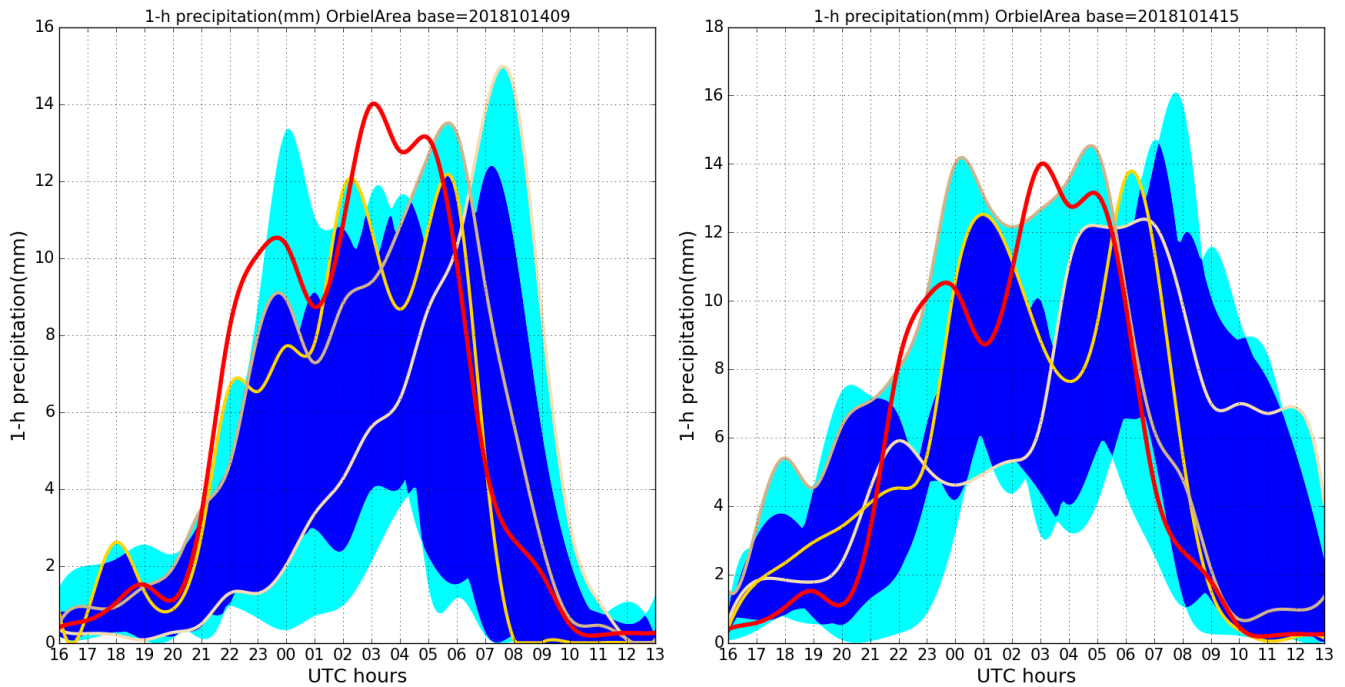 1-h precipitation(mm) OrbielArea base=2018101409
16
14
12
10
8
6
4
2
0
1-h precipitation(mm)
16 17 18 19 20 21 22 23 00 01 02 03 04 05 06 07 08 09 10 11 12 13
UTC hours
1-h precipitation(mm) OrbielArea base=2018101415
18
16
14
12
10
8
6
4
2
0
1-h precipitation(mm)
16 17 18 19 20 21 22 23 00 01 02 03 04 05 06 07 08 09 10 11 12 13
UTC hours